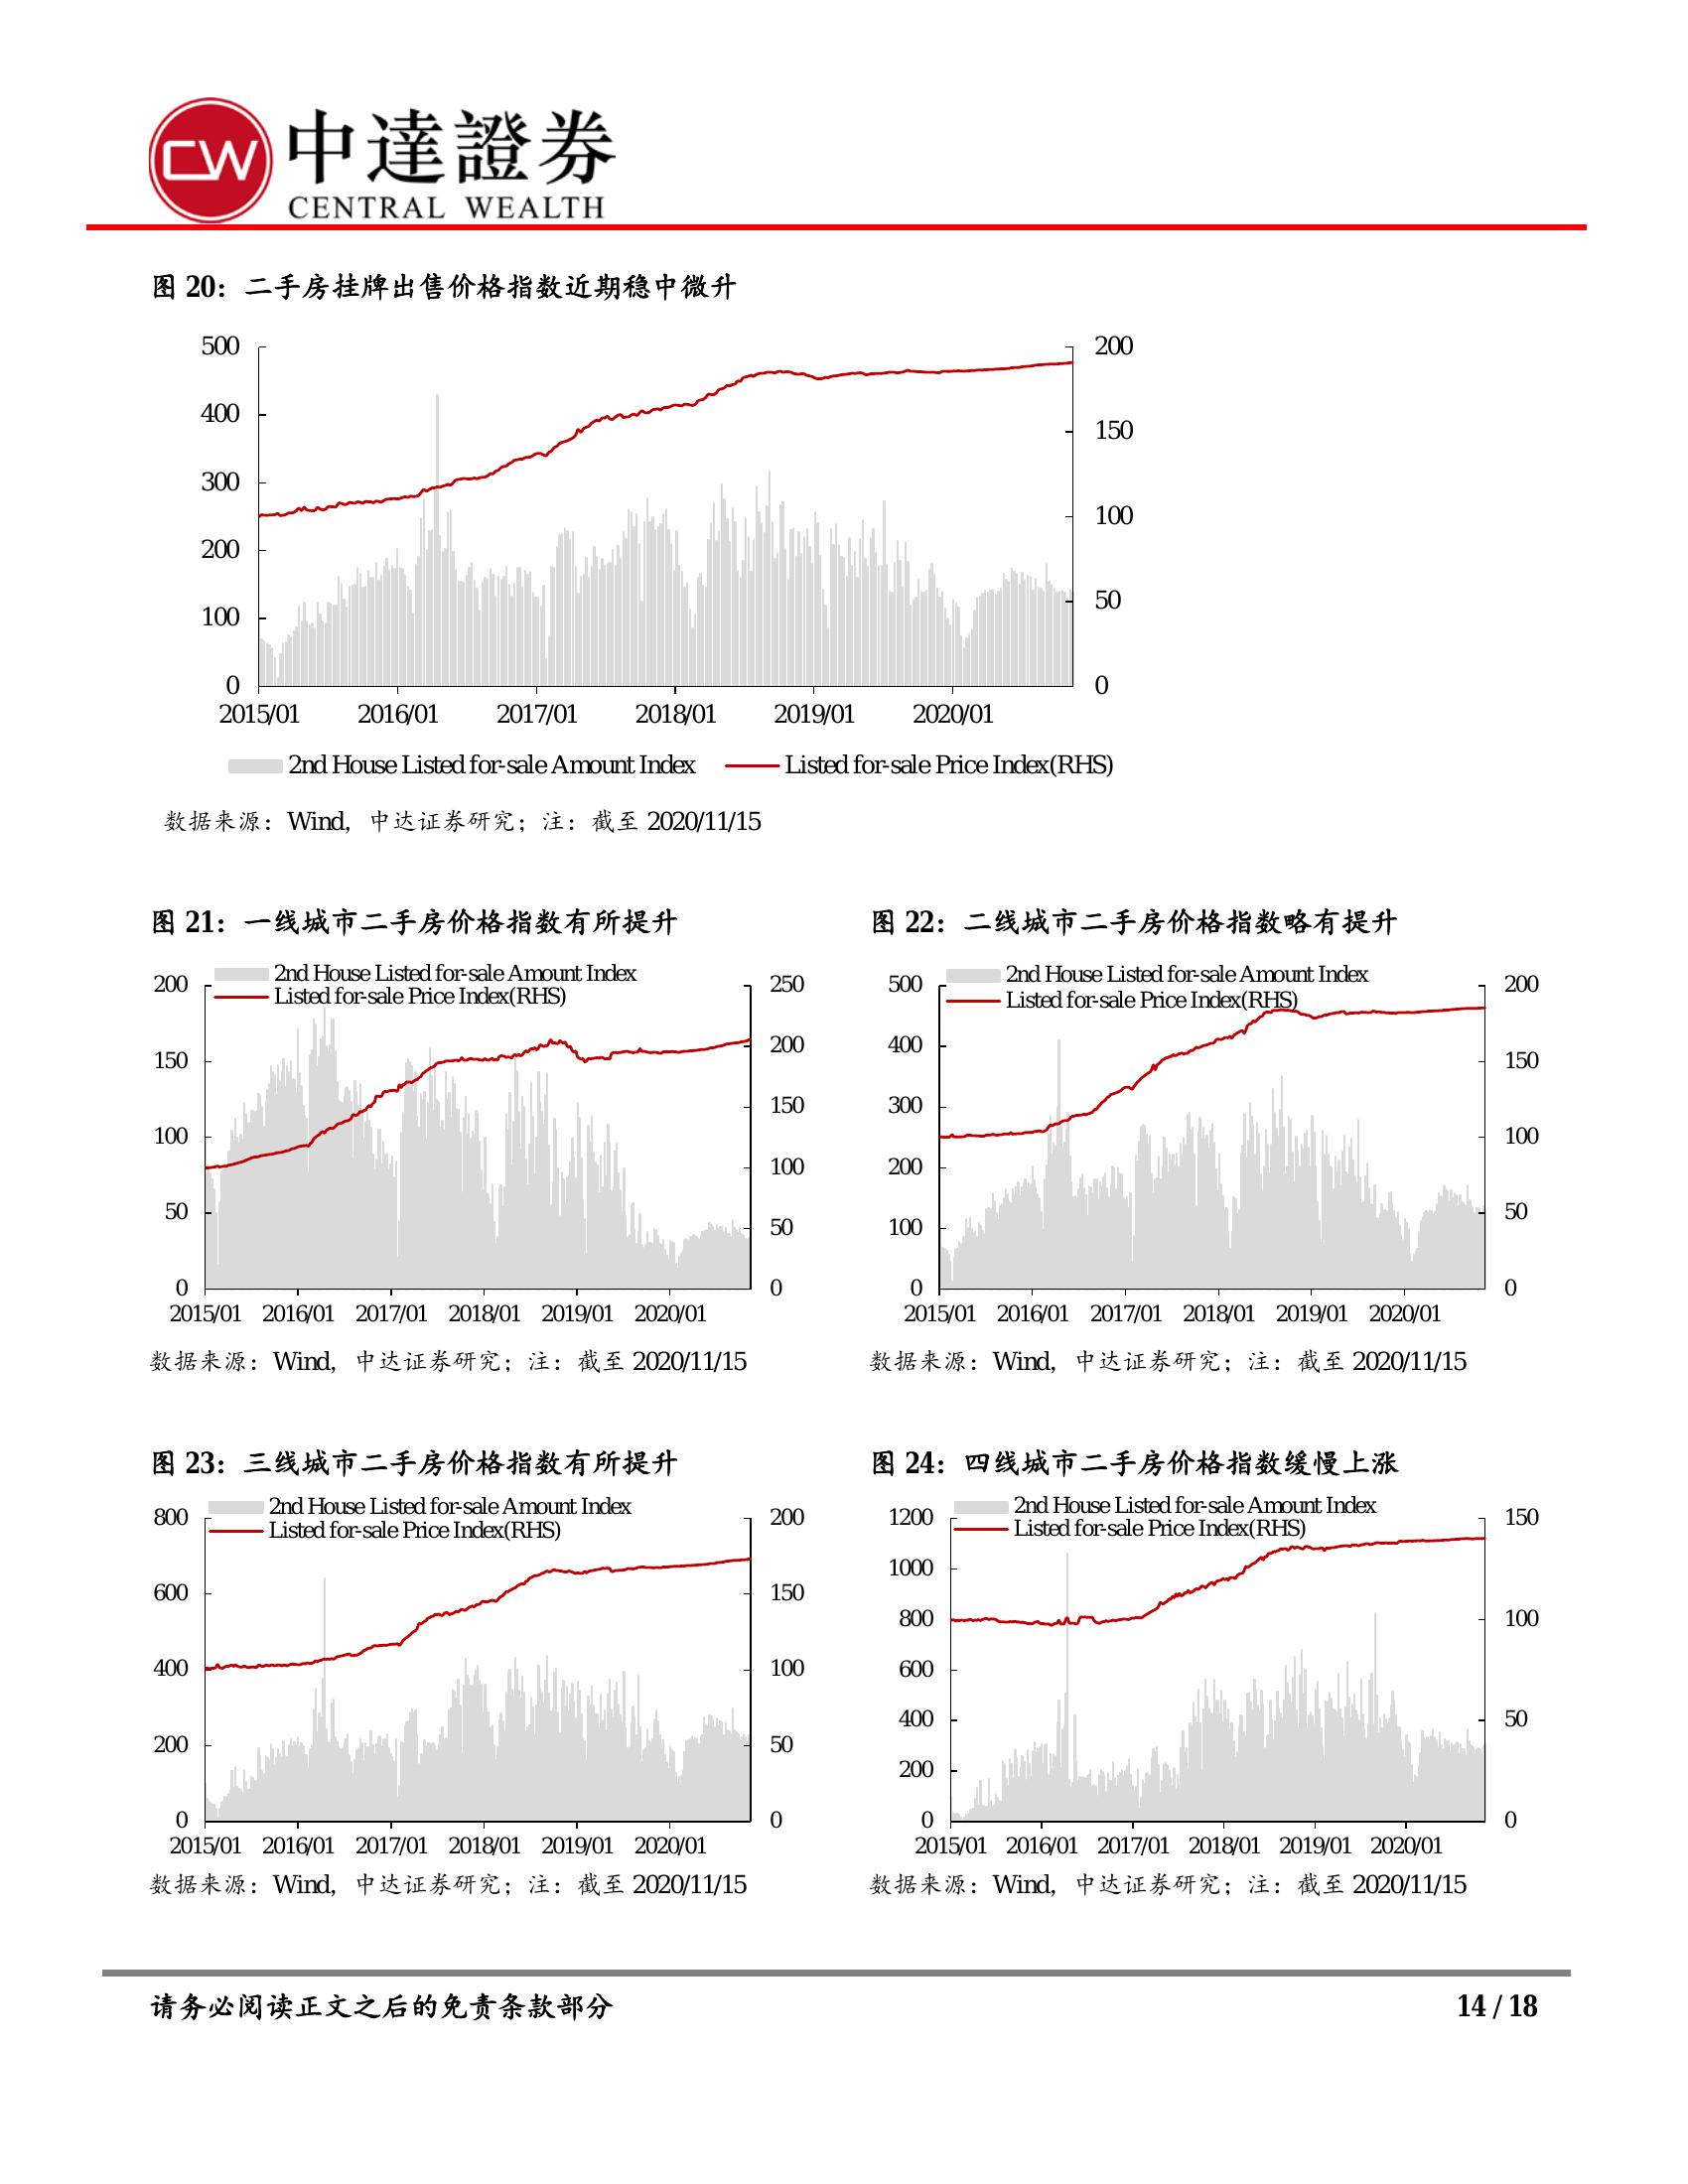 CW 中達證券
CENTRAL WEALTH
图 20：二手房挂牌出售价格指数近期稳中微升
500
400
300
200
100
0
200
150
100
50
0
2015/01 2016/01 2017/01 2018/01 2019/01 2020/01
2nd House Listed for-sale Amount Index Listed for-sale Price Index(RHS)
数据来源：Wind，中达证券研究；注：截至 2020/11/15
图 21：一线城市二手房价格指数有所提升
2nd House Listed for-sale Amount Index
Listed for-sale Price Index(RHS)
200
150
100
50
0
250
200
150
100
50
0
2015/01 2016/01 2017/01 2018/01 2019/01 2020/01
数据来源：Wind，中达证券研究；注：截至 2020/11/15
图 22：二线城市二手房价格指数略有提升
2nd House Listed for-sale Amount Index
Listed for-sale Price Index(RHS)
500
400
300
200
100
0
200
150
100
50
0
2015/01 2016/01 2017/01 2018/01 2019/01 2020/01
数据来源：Wind，中达证券研究；注：截至 2020/11/15
图 23：三线城市二手房价格指数有所提升
2nd House Listed for-sale Amount Index
Listed for-sale Price Index(RHS)
800
600
400
200
0
200
150
100
50
0
2015/01 2016/01 2017/01 2018/01 2019/01 2020/01
数据来源：Wind，中达证券研究；注：截至 2020/11/15
图 24：四线城市二手房价格指数缓慢上涨
2nd House Listed for-sale Amount Index
Listed for-sale Price Index(RHS)
1200
1000
800
600
400
200
0
150
100
50
0
2015/01 2016/01 2017/01 2018/01 2019/01 2020/01
数据来源：Wind，中达证券研究；注：截至 2020/11/15
请务必阅读正文之后的免责条款部分
14 / 18